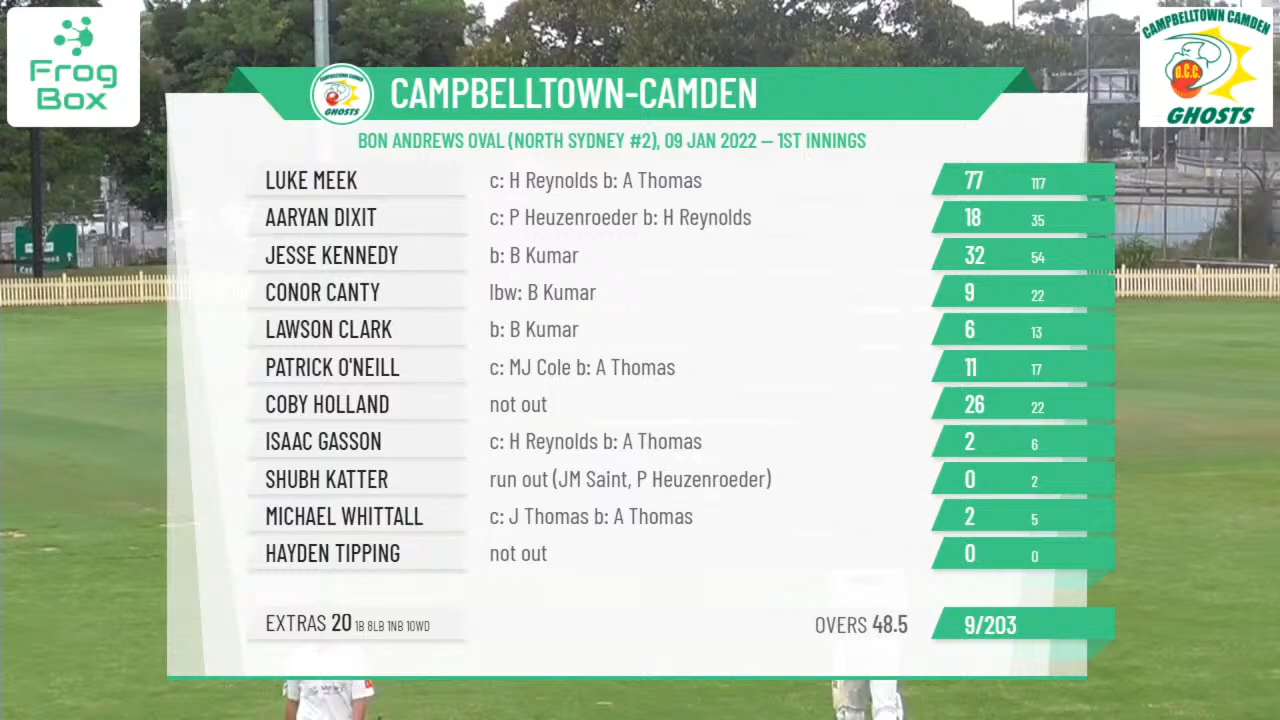 Frog
Box
CAMPBELLTOWN CAMDEN
D.C.C.
GHOSTS
CAMPBELLTOWN CAMDEN
GHOSTS
CAMPBELLTOWN-CAMDEN
BON ANDREWS OVAL (NORTH SYDNEY #2), 09 JAN 2022 – 1ST INNINGS
LUKE MEEK c: H Reynolds b: A Thomas 77 117
AARYAN DIXIT c: P Heuzenroeder b: H Reynolds 18 35
JESSE KENNEDY b: B Kumar 32 54
CONOR CANTY lbw: B Kumar 9 22
LAWSON CLARK b: B Kumar 6 13
PATRICK O'NEILL c: MJ Cole b: A Thomas 11 17
COBY HOLLAND not out 26 22
ISAAC GASSON c: H Reynolds b: A Thomas 2 6
SHUBH KATTER run out (JM Saint, P Heuzenroeder) 0 2
MICHAEL WHITTALL c: J Thomas b: A Thomas 2 5
HAYDEN TIPPING not out 0 0
EXTRAS 20 1B 8LB 1NB 10WD OVERS 48.5 9/203